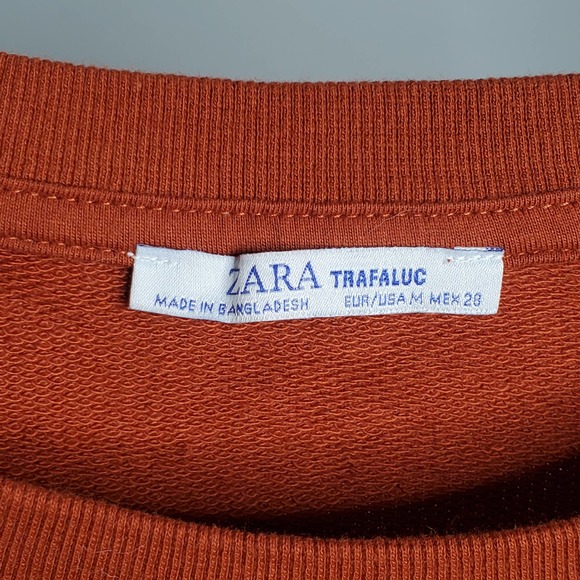 ZARA TRAFALUC
MADE IN BANGLADESH EUR/USA M MEX 28